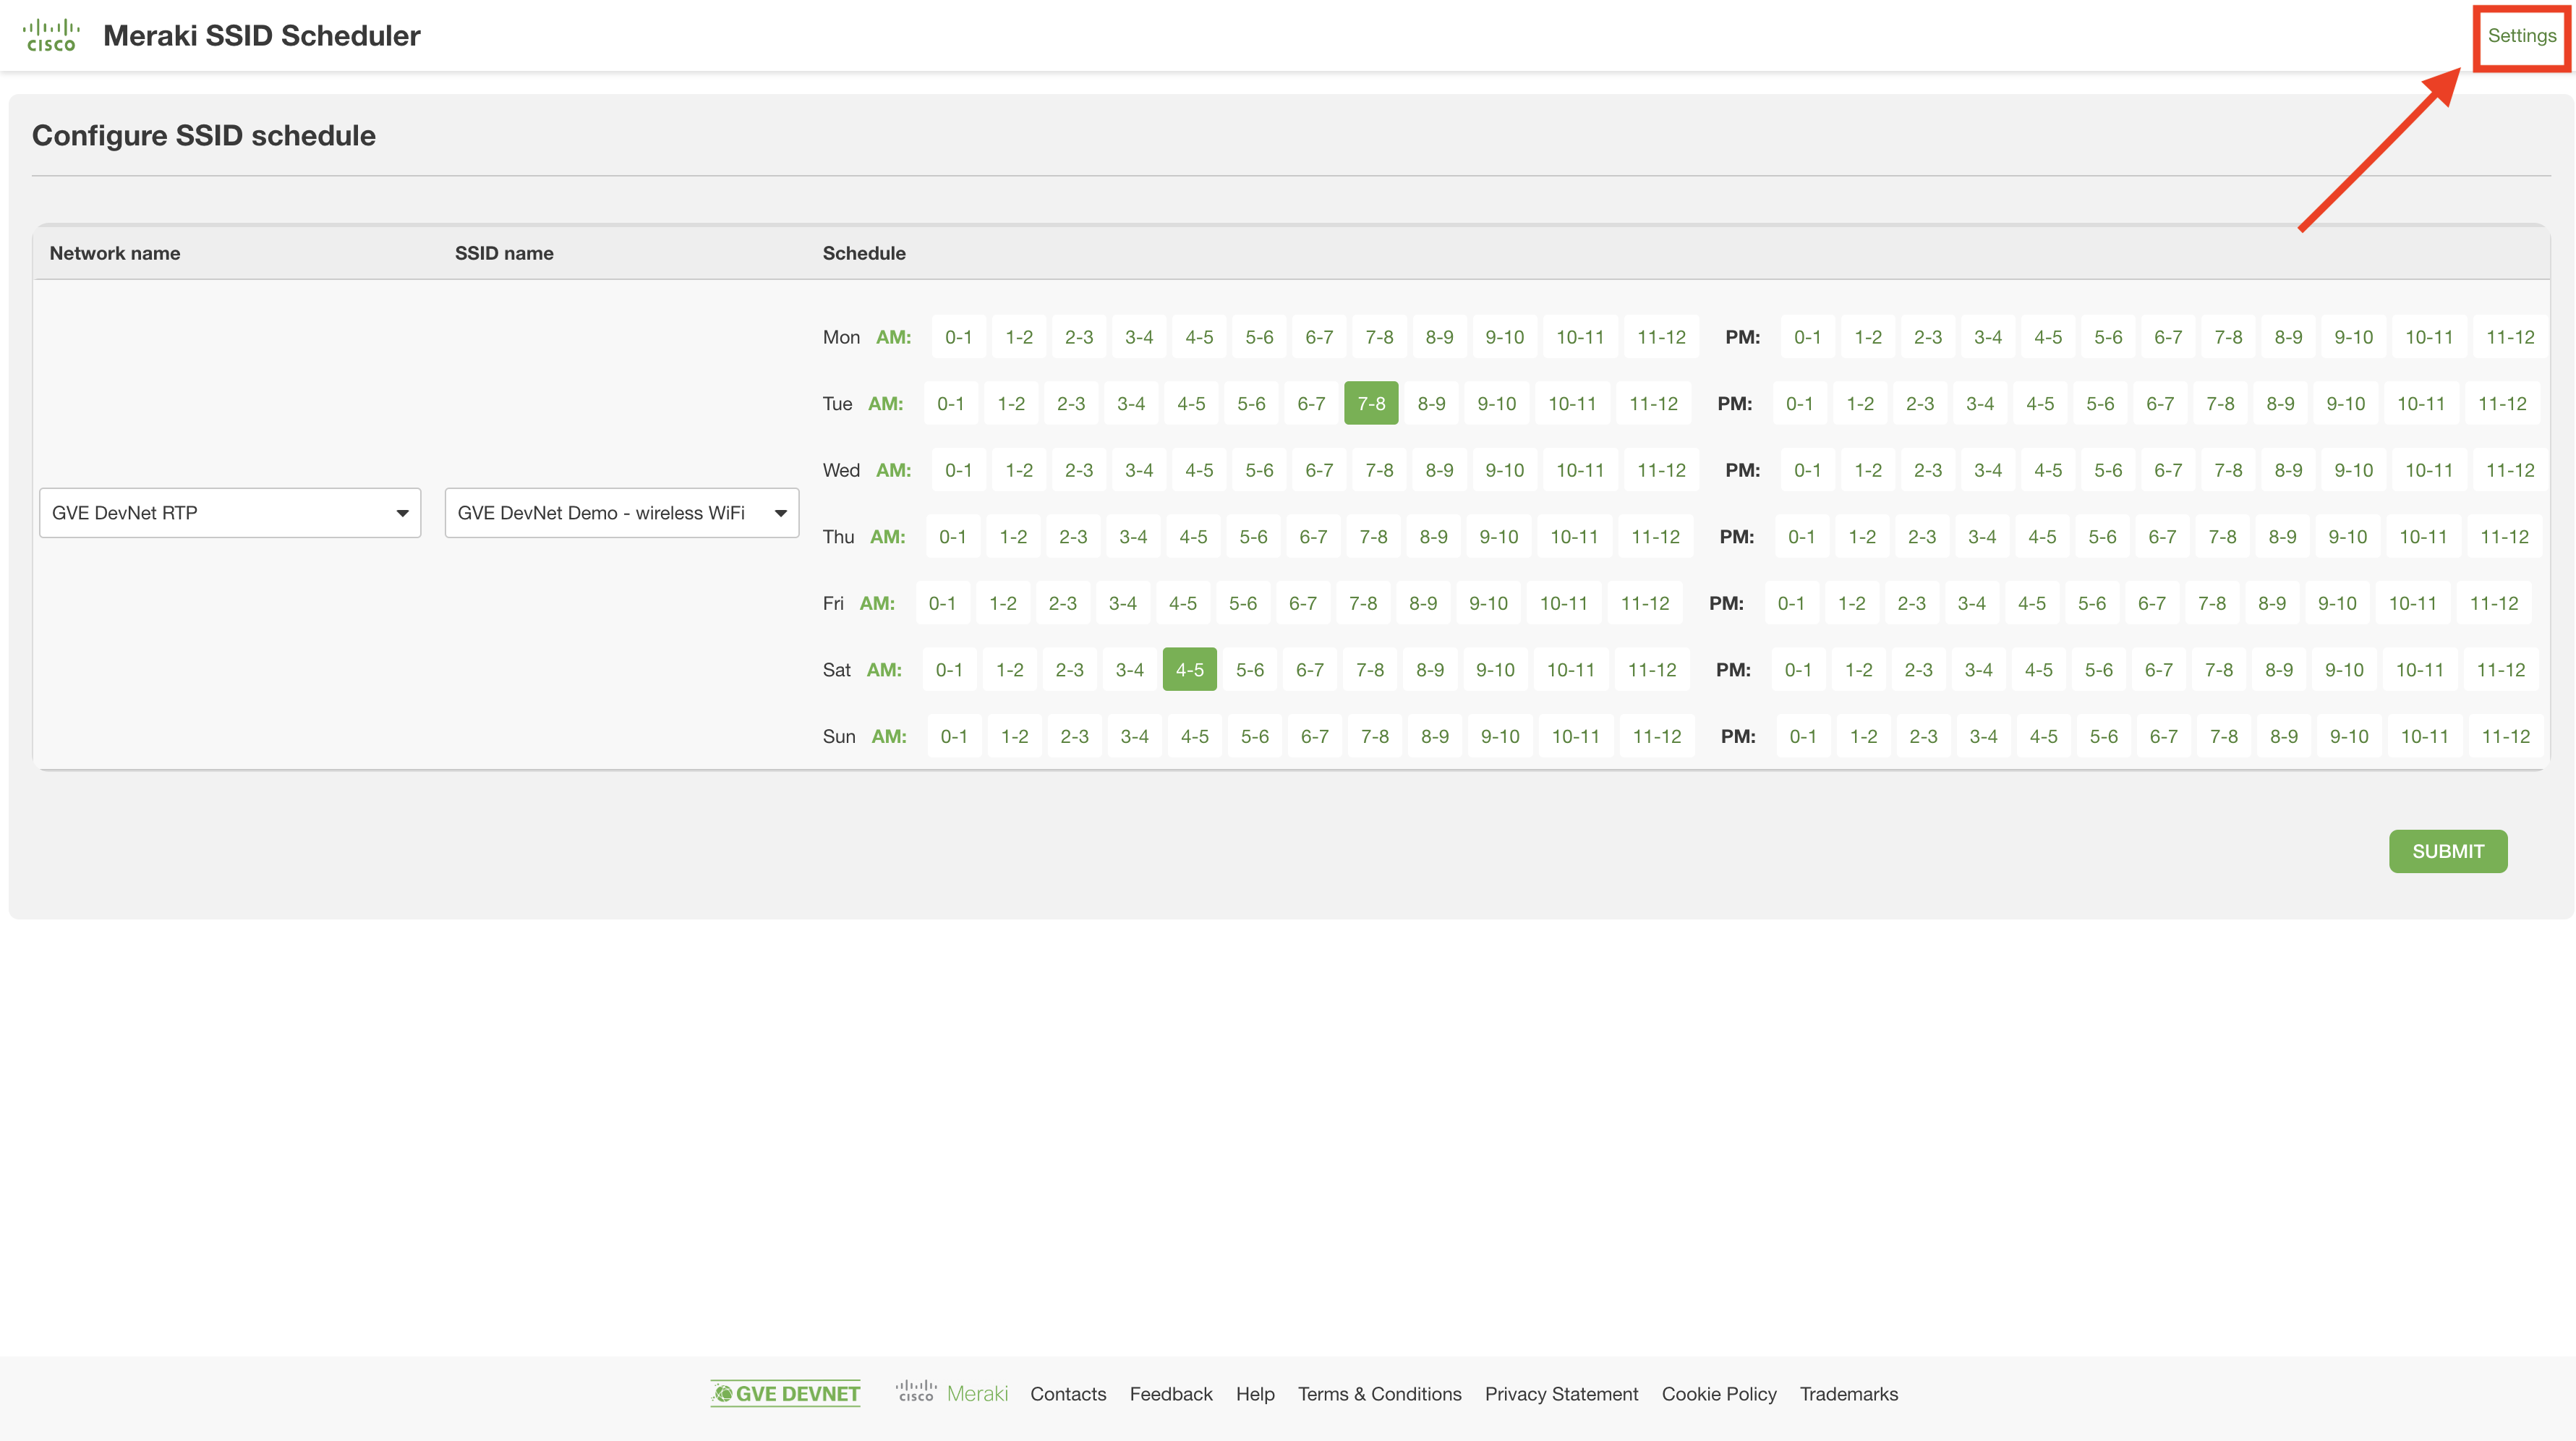 CISCO Meraki SSID Scheduler Settings
Configure SSID schedule
Network name SSID name Schedule
Mon AM: 0-1 1-2 2-3 3-4 4-5 5-6 6-7 7-8 8-9 9-10 10-11 11-12 PM: 0-1 1-2 2-3 3-4 4-5 5-6 6-7 7-8 8-9 9-10 10-11 11-12
Tue AM: 0-1 1-2 2-3 3-4 4-5 5-6 6-7 7-8 8-9 9-10 10-11 11-12 PM: 0-1 1-2 2-3 3-4 4-5 5-6 6-7 7-8 8-9 9-10 10-11 11-12
Wed AM: 0-1 1-2 2-3 3-4 4-5 5-6 6-7 7-8 8-9 9-10 10-11 11-12 PM: 0-1 1-2 2-3 3-4 4-5 5-6 6-7 7-8 8-9 9-10 10-11 11-12
GVE DevNet RTP GVE DevNet Demo - wireless WiFi
Thu AM: 0-1 1-2 2-3 3-4 4-5 5-6 6-7 7-8 8-9 9-10 10-11 11-12 PM: 0-1 1-2 2-3 3-4 4-5 5-6 6-7 7-8 8-9 9-10 10-11 11-12
Fri AM: 0-1 1-2 2-3 3-4 4-5 5-6 6-7 7-8 8-9 9-10 10-11 11-12 PM: 0-1 1-2 2-3 3-4 4-5 5-6 6-7 7-8 8-9 9-10 10-11 11-12
Sat AM: 0-1 1-2 2-3 3-4 4-5 5-6 6-7 7-8 8-9 9-10 10-11 11-12 PM: 0-1 1-2 2-3 3-4 4-5 5-6 6-7 7-8 8-9 9-10 10-11 11-12
Sun AM: 0-1 1-2 2-3 3-4 4-5 5-6 6-7 7-8 8-9 9-10 10-11 11-12 PM: 0-1 1-2 2-3 3-4 4-5 5-6 6-7 7-8 8-9 9-10 10-11 11-12
SUBMIT
GVE DEVNET CISCO Meraki Contacts Feedback Help Terms & Conditions Privacy Statement Cookie Policy Trademarks